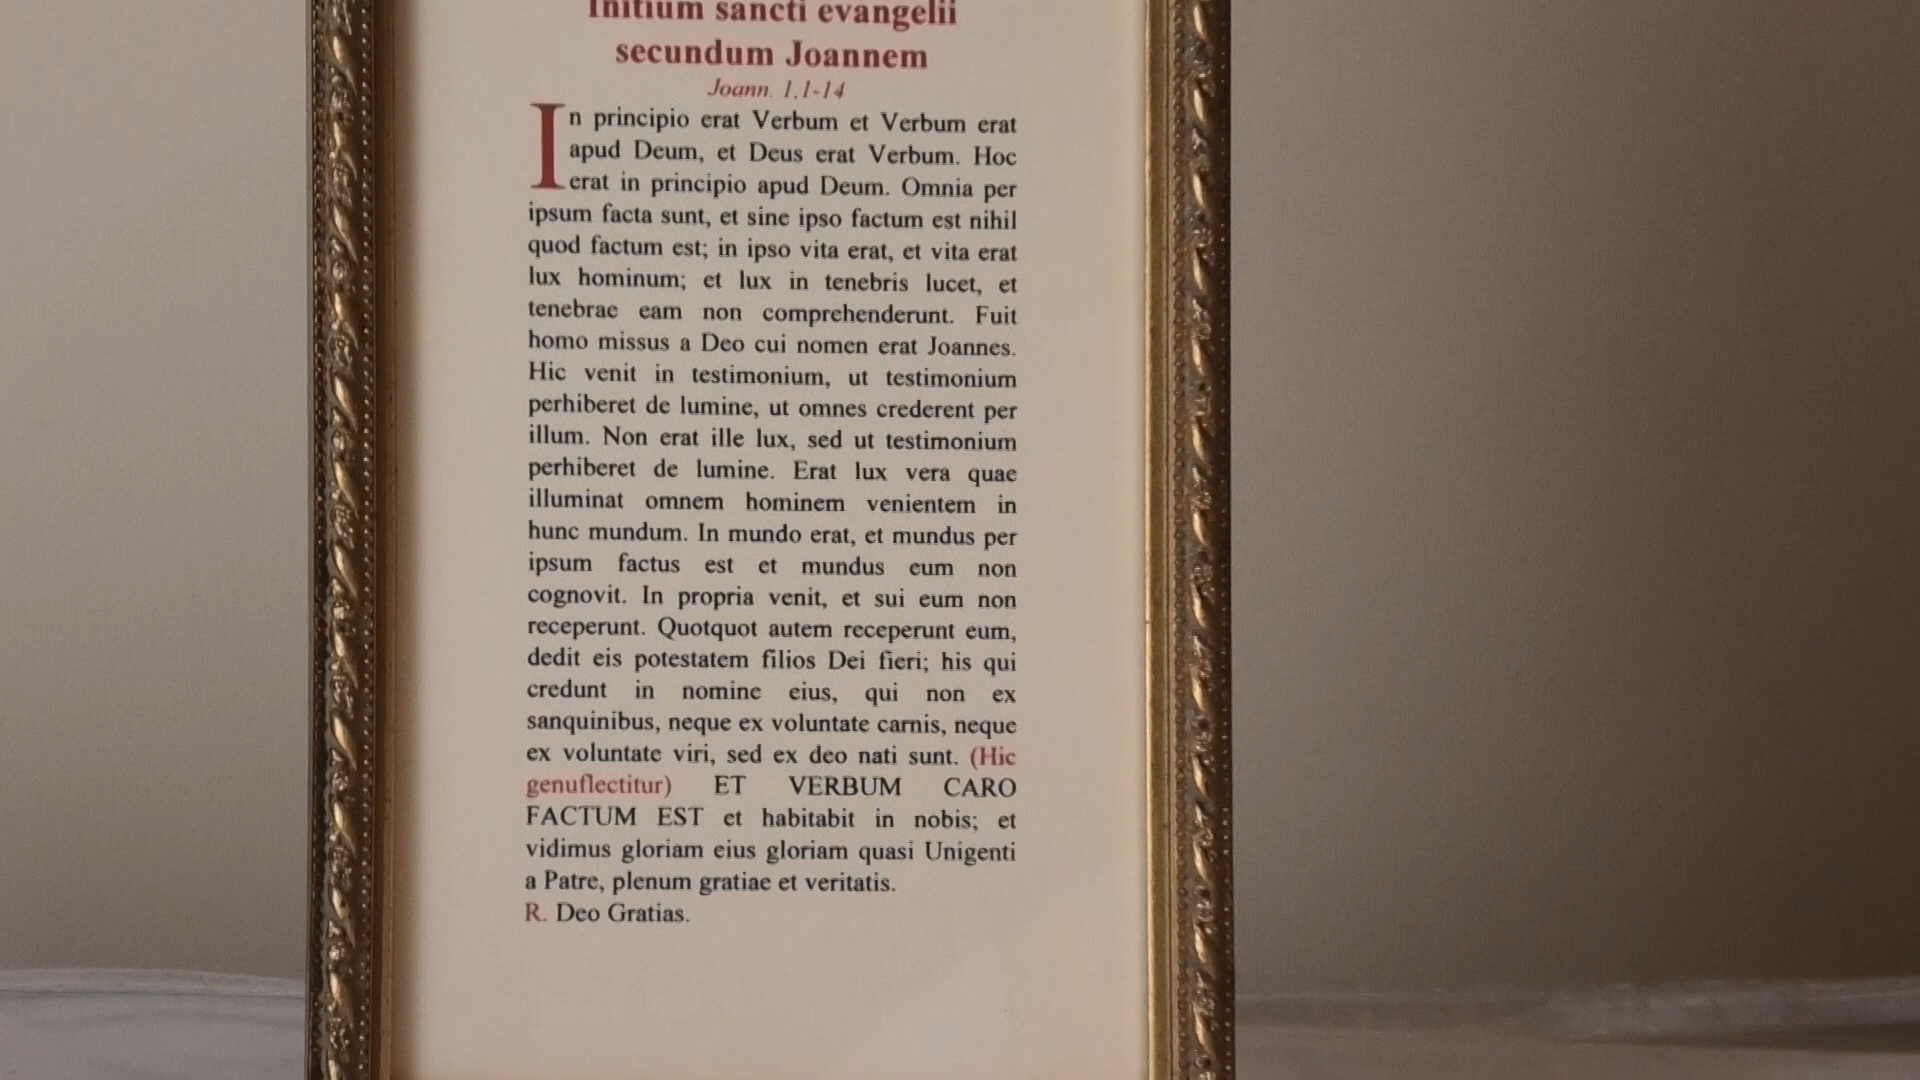 Initium sancti evangelii
secundum Joannem
Joann. 1,1-14
In principio erat Verbum et Verbum erat
apud Deum, et Deus erat Verbum. Hoc
erat in principio apud Deum. Omnia per
ipsum facta sunt, et sine ipso factum est nihil
quod factum est; in ipso vita erat, et vita erat
lux hominum; et lux in tenebris lucet, et
tenebrae eam non comprehenderunt. Fuit
homo missus a Deo cui nomen erat Joannes.
Hic venit in testimonium, ut testimonium
perhiberet de lumine, ut omnes crederent per
illum. Non erat ille lux, sed ut testimonium
perhiberet de lumine. Erat lux vera quae
illuminat omnem hominem venientem in
hunc mundum. In mundo erat, et mundus per
ipsum factus est et mundus eum non
cognovit. In propria venit, et sui eum non
receperunt. Quotquot autem receperunt eum,
dedit eis potestatem filios Dei fieri; his qui
credunt in nomine eius, qui non ex
sanquinibus, neque ex voluntate carnis, neque
ex voluntate viri, sed ex deo nati sunt. (Hic
genuflectitur) ET VERBUM CARO
FACTUM EST et habitabit in nobis; et
vidimus gloriam eius gloriam quasi Unigenti
a Patre, plenum gratiae et veritatis.
R. Deo Gratias.